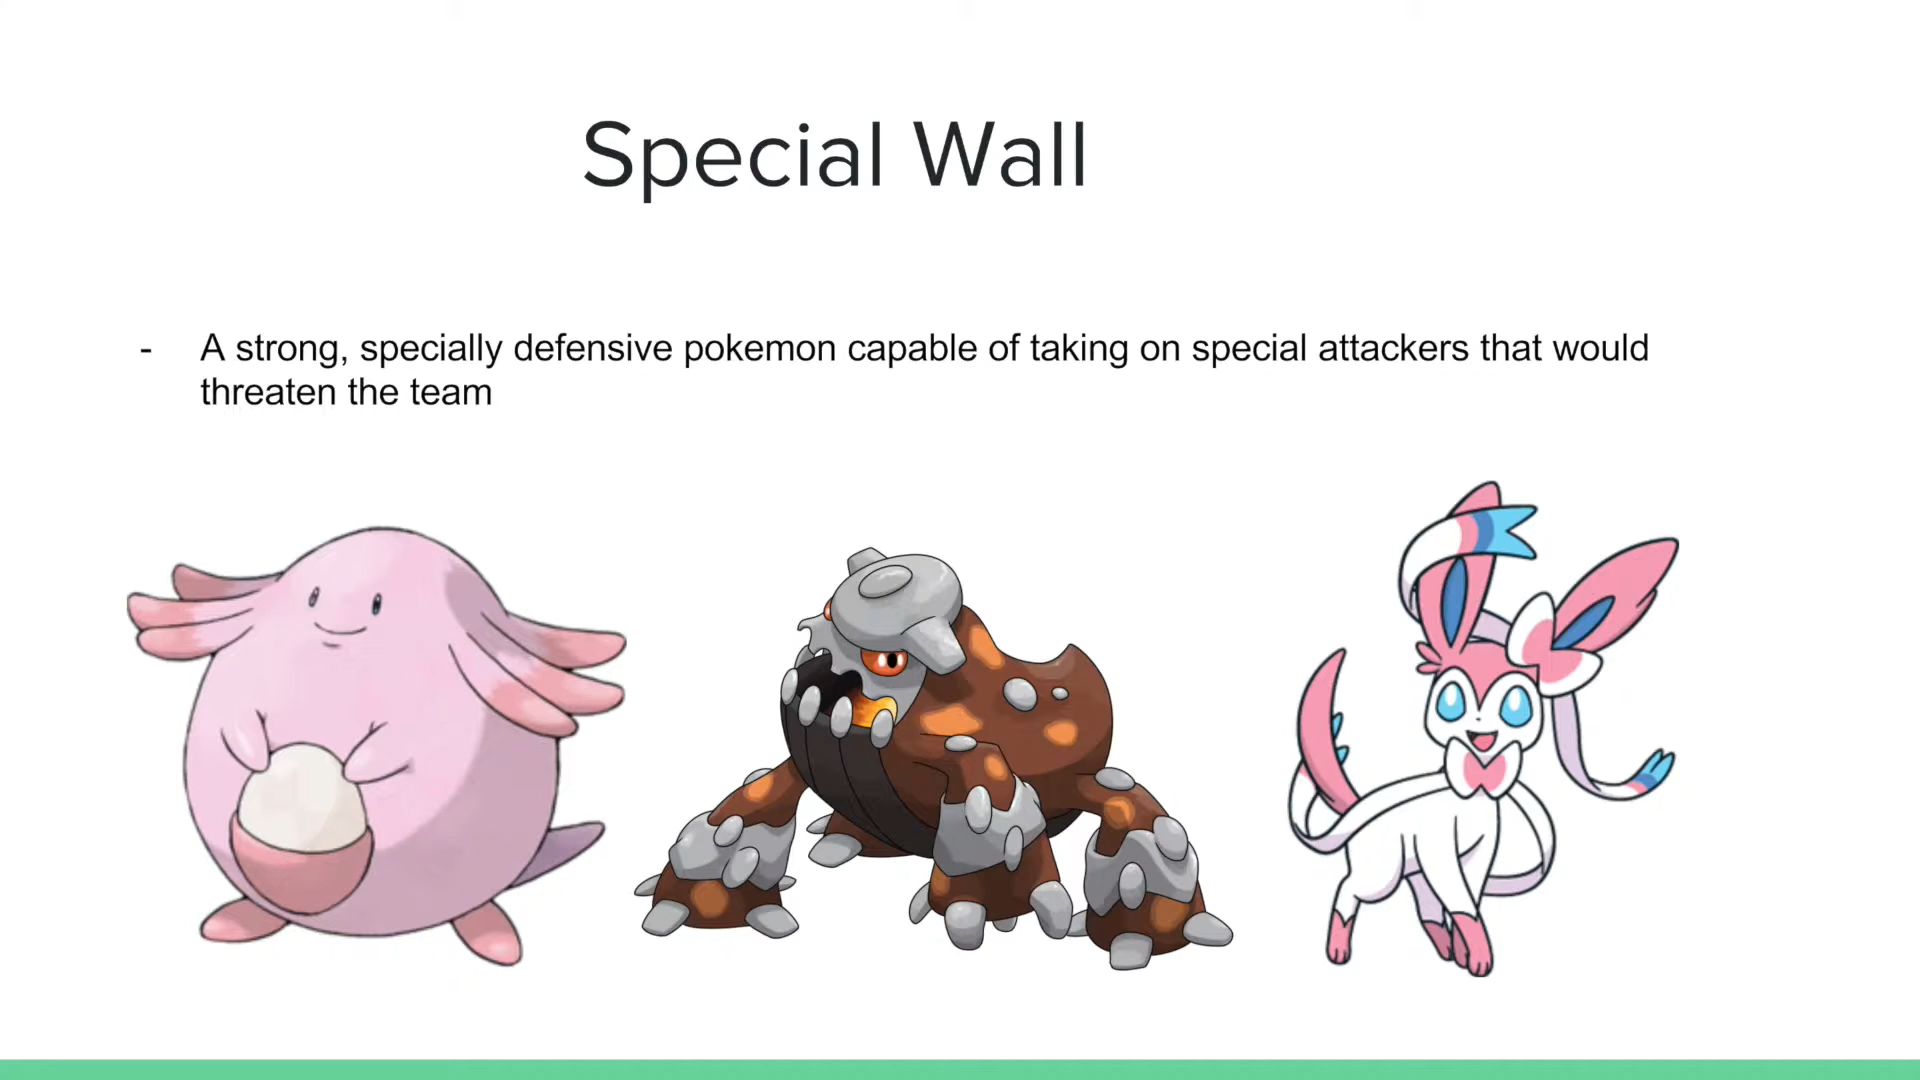 Special Wall
- A strong, specially defensive pokemon capable of taking on special attackers that would
threaten the team